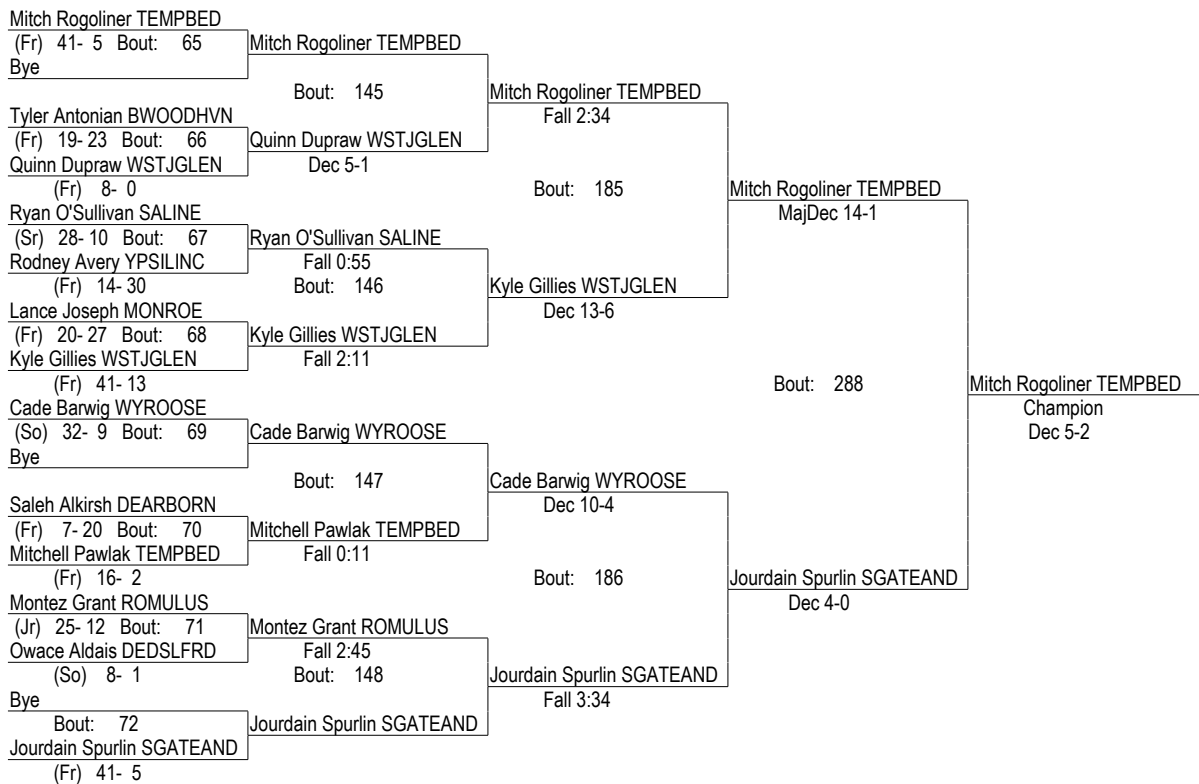 Mitch Rogoliner TEMPBED
(Fr) 41- 5 Bout: 65 Mitch Rogoliner TEMPBED
Bye
Bout: 145 Mitch Rogoliner TEMPBED
Tyler Antonian BWOODHVN Fall 2:34
(Fr) 19- 23 Bout: 66 Quinn Dupraw WSTJGLEN
Quinn Dupraw WSTJGLEN Dec 5-1
(Fr) 8- 0 Bout: 185 Mitch Rogoliner TEMPBED
Ryan O'Sullivan SALINE MajDec 14-1
(Sr) 28- 10 Bout: 67 Ryan O'Sullivan SALINE
Rodney Avery YPSILINC Fall 0:55
(Fr) 14- 30 Bout: 146 Kyle Gillies WSTJGLEN
Lance Joseph MONROE Dec 13-6
(Fr) 20- 27 Bout: 68 Kyle Gillies WSTJGLEN
Kyle Gillies WSTJGLEN Fall 2:11
(Fr) 41- 13 Bout: 288 Mitch Rogoliner TEMPBED
Cade Barwig WYROOSE Champion
(So) 32- 9 Bout: 69 Cade Barwig WYROOSE Dec 5-2
Bye
Bout: 147 Cade Barwig WYROOSE
Saleh Alkirsh DEARBORN Dec 10-4
(Fr) 7- 20 Bout: 70 Mitchell Pawlak TEMPBED
Mitchell Pawlak TEMPBED Fall 0:11
(Fr) 16- 2 Bout: 186 Jourdain Spurlin SGATEAND
Montez Grant ROMULUS Dec 4-0
(Jr) 25- 12 Bout: 71 Montez Grant ROMULUS
Owace Aldais DEDSLFRD Fall 2:45
(So) 8- 1 Bout: 148 Jourdain Spurlin SGATEAND
Bye Fall 3:34
Bout: 72 Jourdain Spurlin SGATEAND
Jourdain Spurlin SGATEAND
(Fr) 41- 5